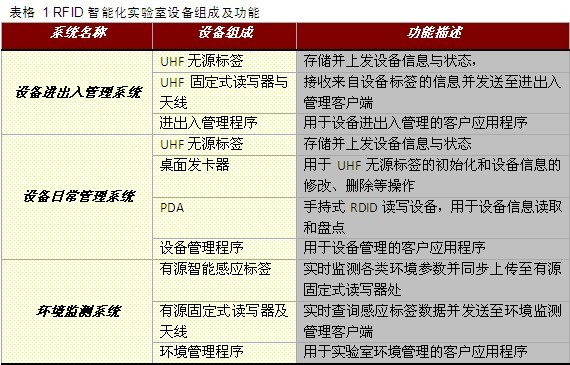 表格 1 RFID 智能化实验室设备组成及功能
系统名称 设备组成 功能描述
设备进出入管理系统
UHF 无源标签 存储并上发设备信息与状态,
UHF 固定式读写器与 接收来自设备标签的信息并发送至进出入
天线 管理客户端
进出入管理程序 用于设备进出入管理的客户应用程序
设备日常管理系统
UHF 无源标签 存储并上发设备信息与状态
桌面发卡器 用于 UHF 无源标签的初始化和设备信息的
修改、删除等操作
PDA 手持式 RDID 读写设备，用于设备信息读取
和盘点
设备管理程序 用于设备管理的客户应用程序
环境监测系统
有源智能感应标签 实时监测各类环境参数并同步上传至有源
固定式读写器处
有源固定式读写器及 实时查询感应标签数据并发送至环境监测
天线 管理客户端
环境管理程序 用于实验室环境管理的客户应用程序